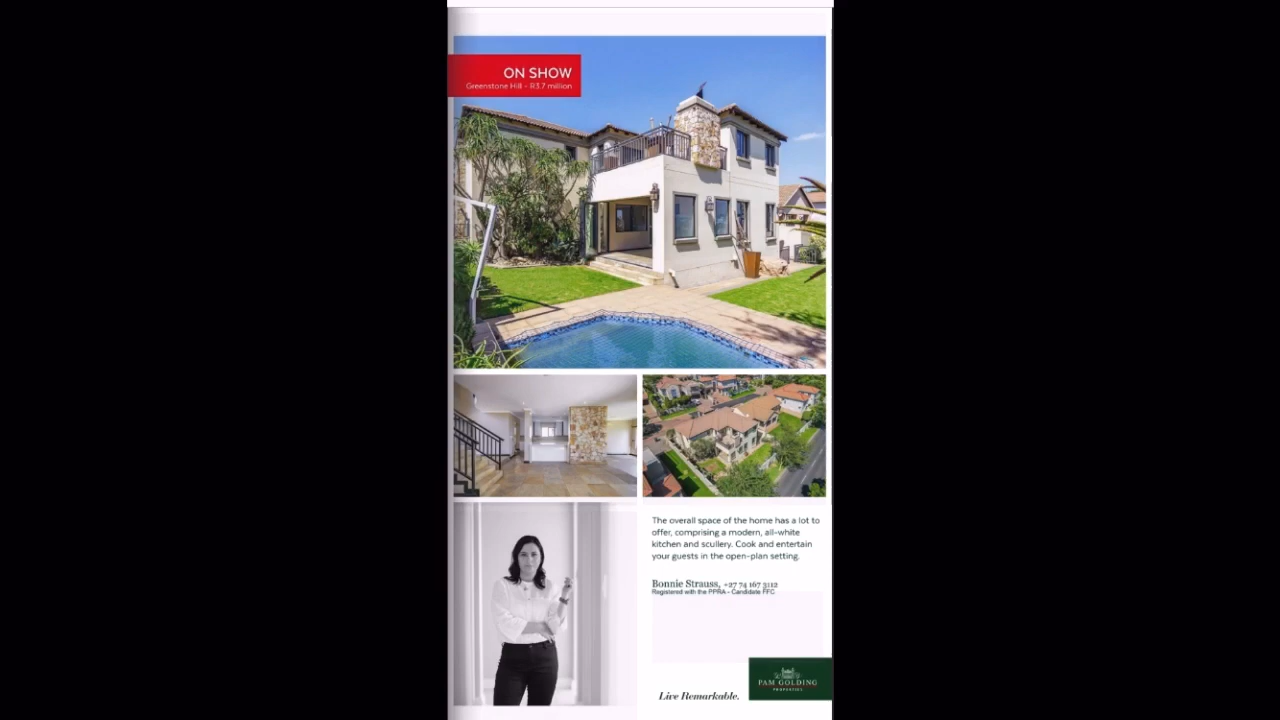 ON SHOW
Greenstone Hill - R3.7 million
The overall space of the home has a lot to
offer, comprising a modern, all-white
kitchen and scullery. Cook and entertain
your guests in the open-plan setting.
Bonnie Strauss, +27 74 167 3112
Registered with the PPRA - Candidate FFC
Live Remarkable.
PAM GOLDING
PROPERTIES